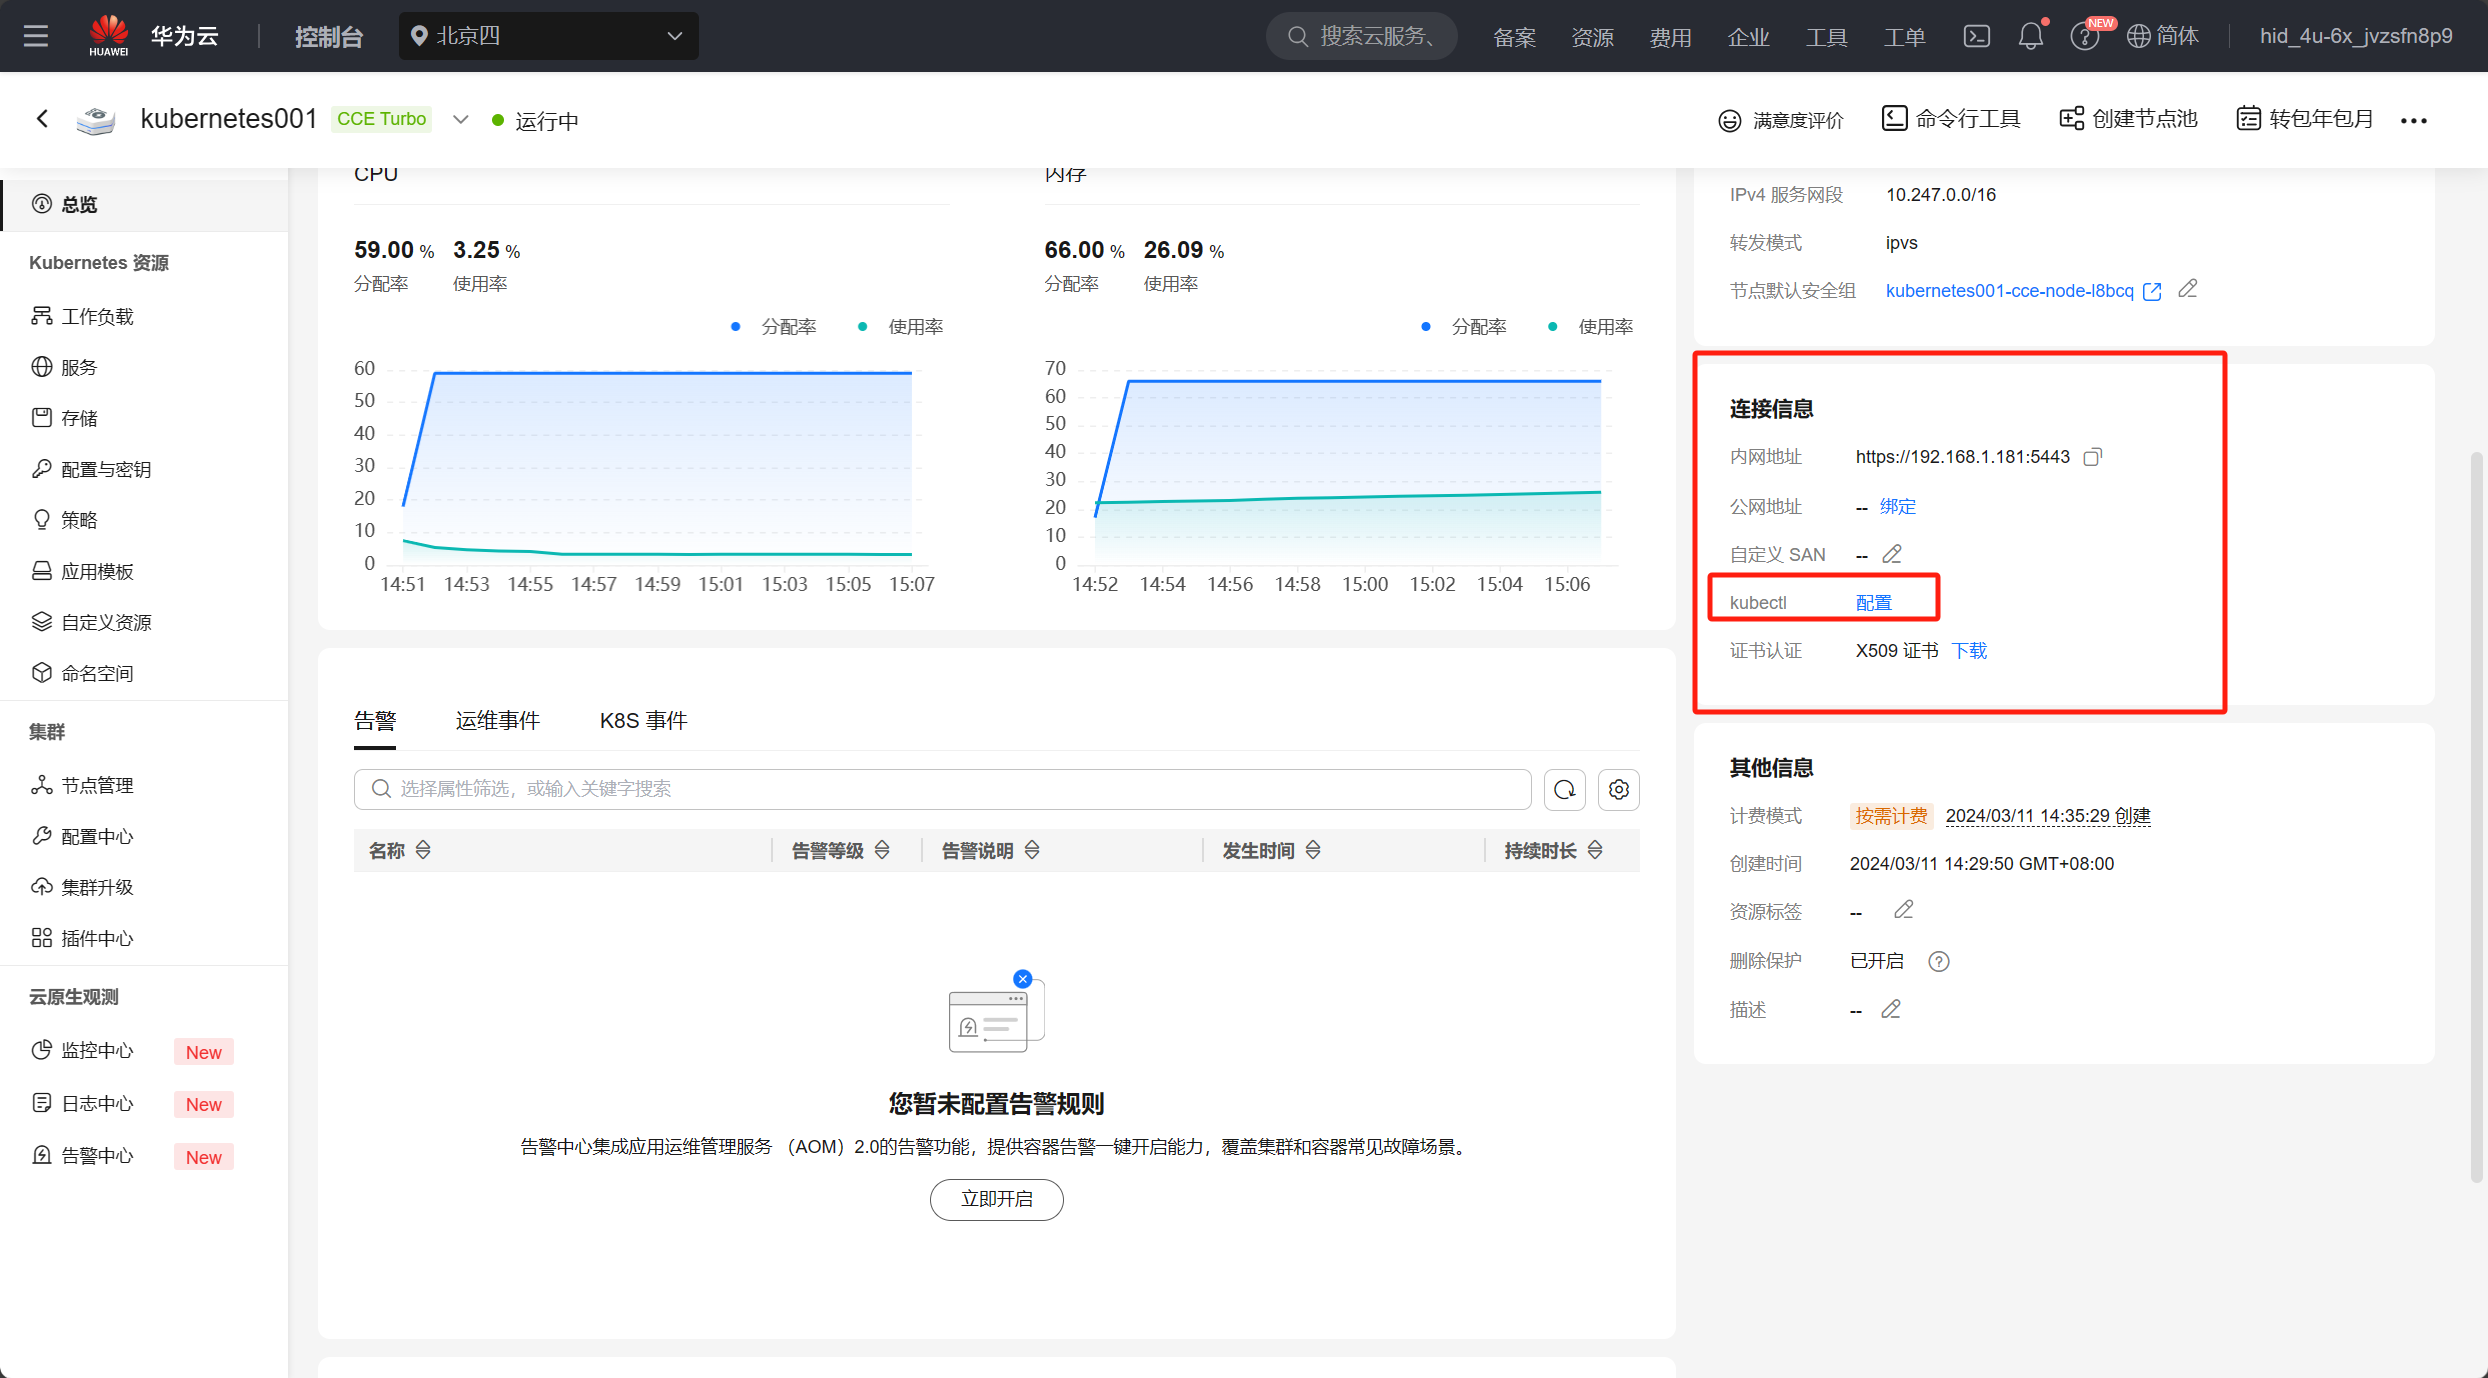 HUAWEI
华为云
控制台
北京四
搜索云服务、
备案
资源
费用
企业
工具
工单
NEW
简体
hid_4u-6x_jvzsfn8p9
kubernetes001
CCE Turbo
运行中
满意度评价
命令行工具
创建节点池
转包年包月
总览
Kubernetes 资源
工作负载
服务
存储
配置与密钥
策略
应用模板
自定义资源
命名空间
集群
节点管理
配置中心
集群升级
插件中心
云原生观测
监控中心 New
日志中心 New
告警中心 New
CPU
59.00 % 3.25 %
分配率 使用率
分配率 使用率
60
50
40
30
20
10
0
14:51 14:53 14:55 14:57 14:59 15:01 15:03 15:05 15:07
内存
66.00 % 26.09 %
分配率 使用率
分配率 使用率
70
60
50
40
30
20
10
0
14:52 14:54 14:56 14:58 15:00 15:02 15:04 15:06
告警 运维事件 K8S 事件
选择属性筛选，或输入关键字搜索
名称 告警等级 告警说明 发生时间 持续时长
您暂未配置告警规则
告警中心集成应用运维管理服务 （AOM）2.0的告警功能，提供容器告警一键开启能力，覆盖集群和容器常见故障场景。
立即开启
IPv4 服务网段 10.247.0.0/16
转发模式 ipvs
节点默认安全组 kubernetes001-cce-node-l8bcq
连接信息
内网地址 https://192.168.1.181:5443
公网地址 -- 绑定
自定义 SAN --
kubectl 配置
证书认证 X509 证书 下载
其他信息
计费模式 按需计费 2024/03/11 14:35:29 创建
创建时间 2024/03/11 14:29:50 GMT+08:00
资源标签 --
删除保护 已开启
描述 --